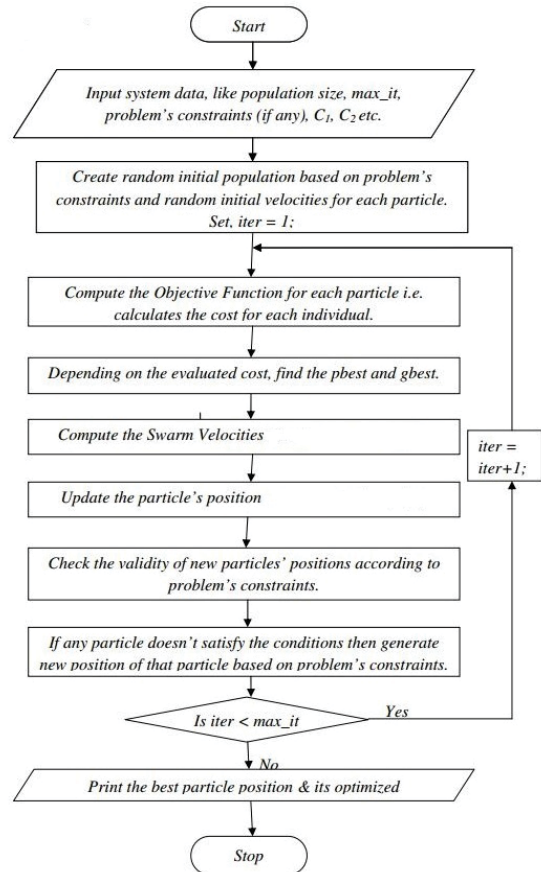 Start
Input system data, like population size, max_it,
problem's constraints (if any), C1, C2 etc.
Create random initial population based on problem's
constraints and random initial velocities for each particle.
Set, iter = 1;
Compute the Objective Function for each particle i.e.
calculates the cost for each individual.
Depending on the evaluated cost, find the pbest and gbest.
Compute the Swarm Velocities
iter =
iter+1;
Update the particle's position
Check the validity of new particles' positions according to
problem's constraints.
If any particle doesn't satisfy the conditions then generate
new position of that particle based on problem's constraints.
Is iter < max_it
Yes
No
Print the best particle position & its optimized
Stop